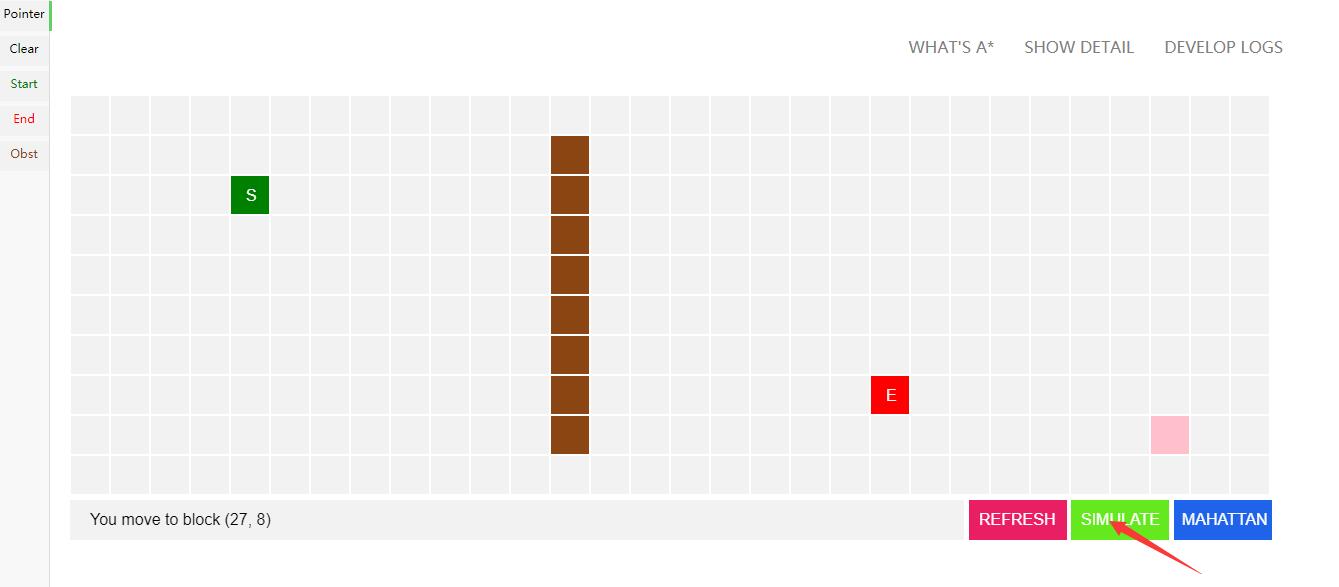 Pointer
Clear
Start
End
Obst
WHAT'S A* SHOW DETAIL DEVELOP LOGS
S
E
You move to block (27, 8)
REFRESH SIMULATE MAHATTAN